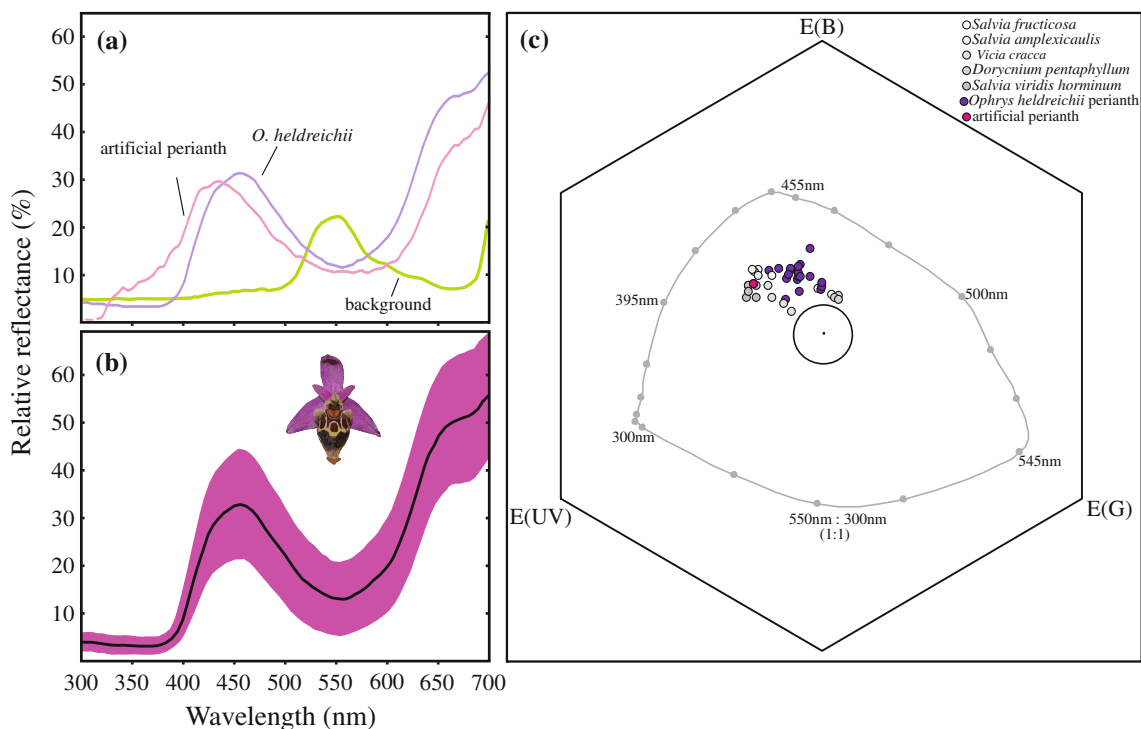 (a)
60
50
40
30
20
10
artificial perianth
O. heldreichii
background
Relative reflectance (%)
(b)
60
50
40
30
20
10
300 350 400 450 500 550 600 650 700
Wavelength (nm)
(c)
E(B)
Salvia fructicosa
Salvia amplexicaulis
Vicia cracca
Dorycnium pentaphyllum
Salvia viridis horminum
Ophrys heldreichii perianth
artificial perianth
455nm
395nm
500nm
300nm
545nm
E(UV)
E(G)
550nm : 300nm
(1:1)